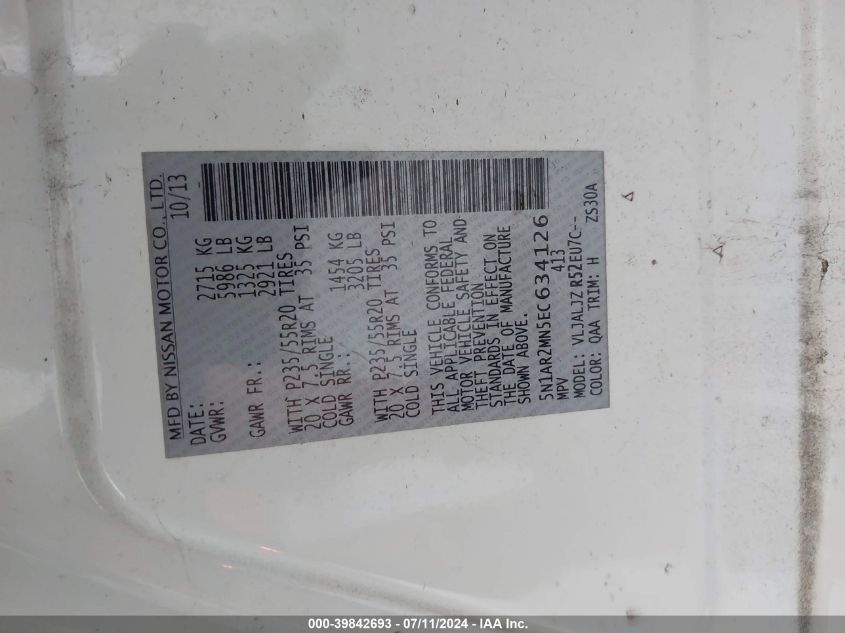 MFD BY NISSAN MOTOR CO., LTD.
DATE: 10/13
GVWR: 2715 KG
5986 LB
GAWR FR.: 1325 KG
2921 LB
WITH P235/55R20 TIRES
20 X 7.5 RIMS AT 35 PSI
COLD SINGLE
GAWR RR.: 1454 KG
3205 LB
WITH P235/55R20 TIRES
20 X 7.5 RIMS AT 35 PSI
COLD SINGLE
THIS VEHICLE CONFORMS TO
ALL APPLICABLE FEDERAL
MOTOR VEHICLE SAFETY AND
THEFT PREVENTION
STANDARDS IN EFFECT ON
THE DATE OF MANUFACTURE
SHOWN ABOVE.
5N1AR2MN5EC634126
MPV 413
MODEL: VLJALJZ R52EU7C--
COLOR: QAA TRIM: H ZS30A
000-39842693 - 07/11/2024 - IAA Inc.